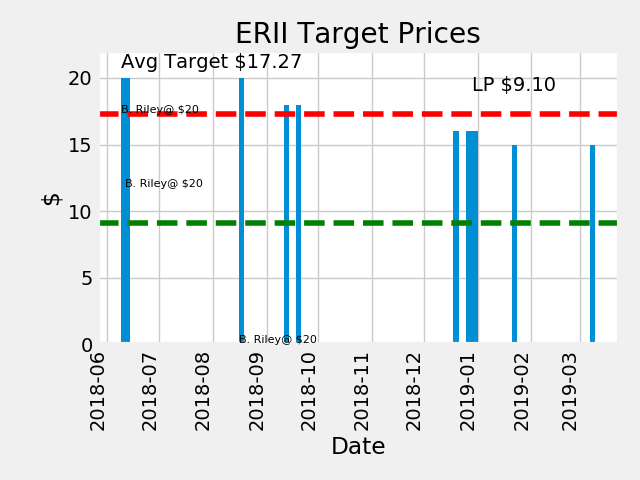 ERII Target Prices
Avg Target $17.27
LP $9.10
B. Riley@ $20
B. Riley@ $20
B. Riley@ $20
$
20
15
10
5
0
2018-06
2018-07
2018-08
2018-09
2018-10
2018-11
2018-12
2019-01
2019-02
2019-03
Date